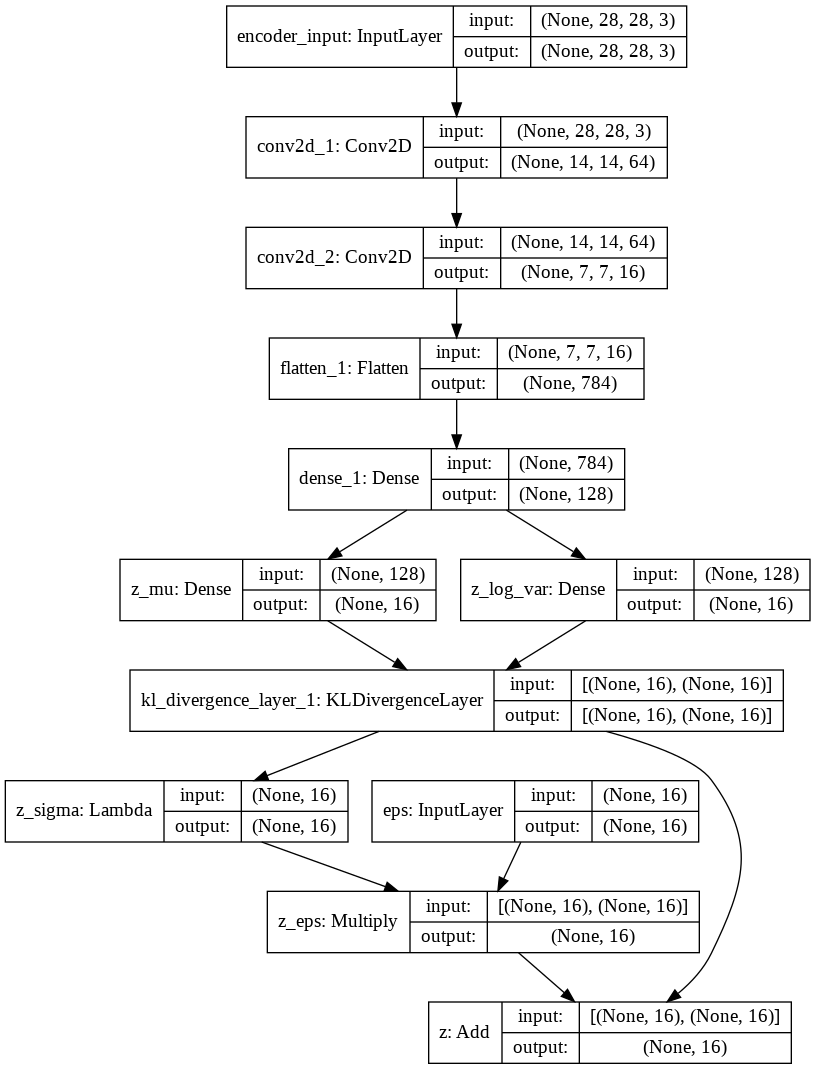 encoder_input: InputLayer
input: (None, 28, 28, 3)
output: (None, 28, 28, 3)
conv2d_1: Conv2D
input: (None, 28, 28, 3)
output: (None, 14, 14, 64)
conv2d_2: Conv2D
input: (None, 14, 14, 64)
output: (None, 7, 7, 16)
flatten_1: Flatten
input: (None, 7, 7, 16)
output: (None, 784)
dense_1: Dense
input: (None, 784)
output: (None, 128)
z_mu: Dense
input: (None, 128)
output: (None, 16)
z_log_var: Dense
input: (None, 128)
output: (None, 16)
kl_divergence_layer_1: KLDivergenceLayer
input: [(None, 16), (None, 16)]
output: [(None, 16), (None, 16)]
z_sigma: Lambda
input: (None, 16)
output: (None, 16)
eps: InputLayer
input: (None, 16)
output: (None, 16)
z_eps: Multiply
input: [(None, 16), (None, 16)]
output: (None, 16)
z: Add
input: [(None, 16), (None, 16)]
output: (None, 16)